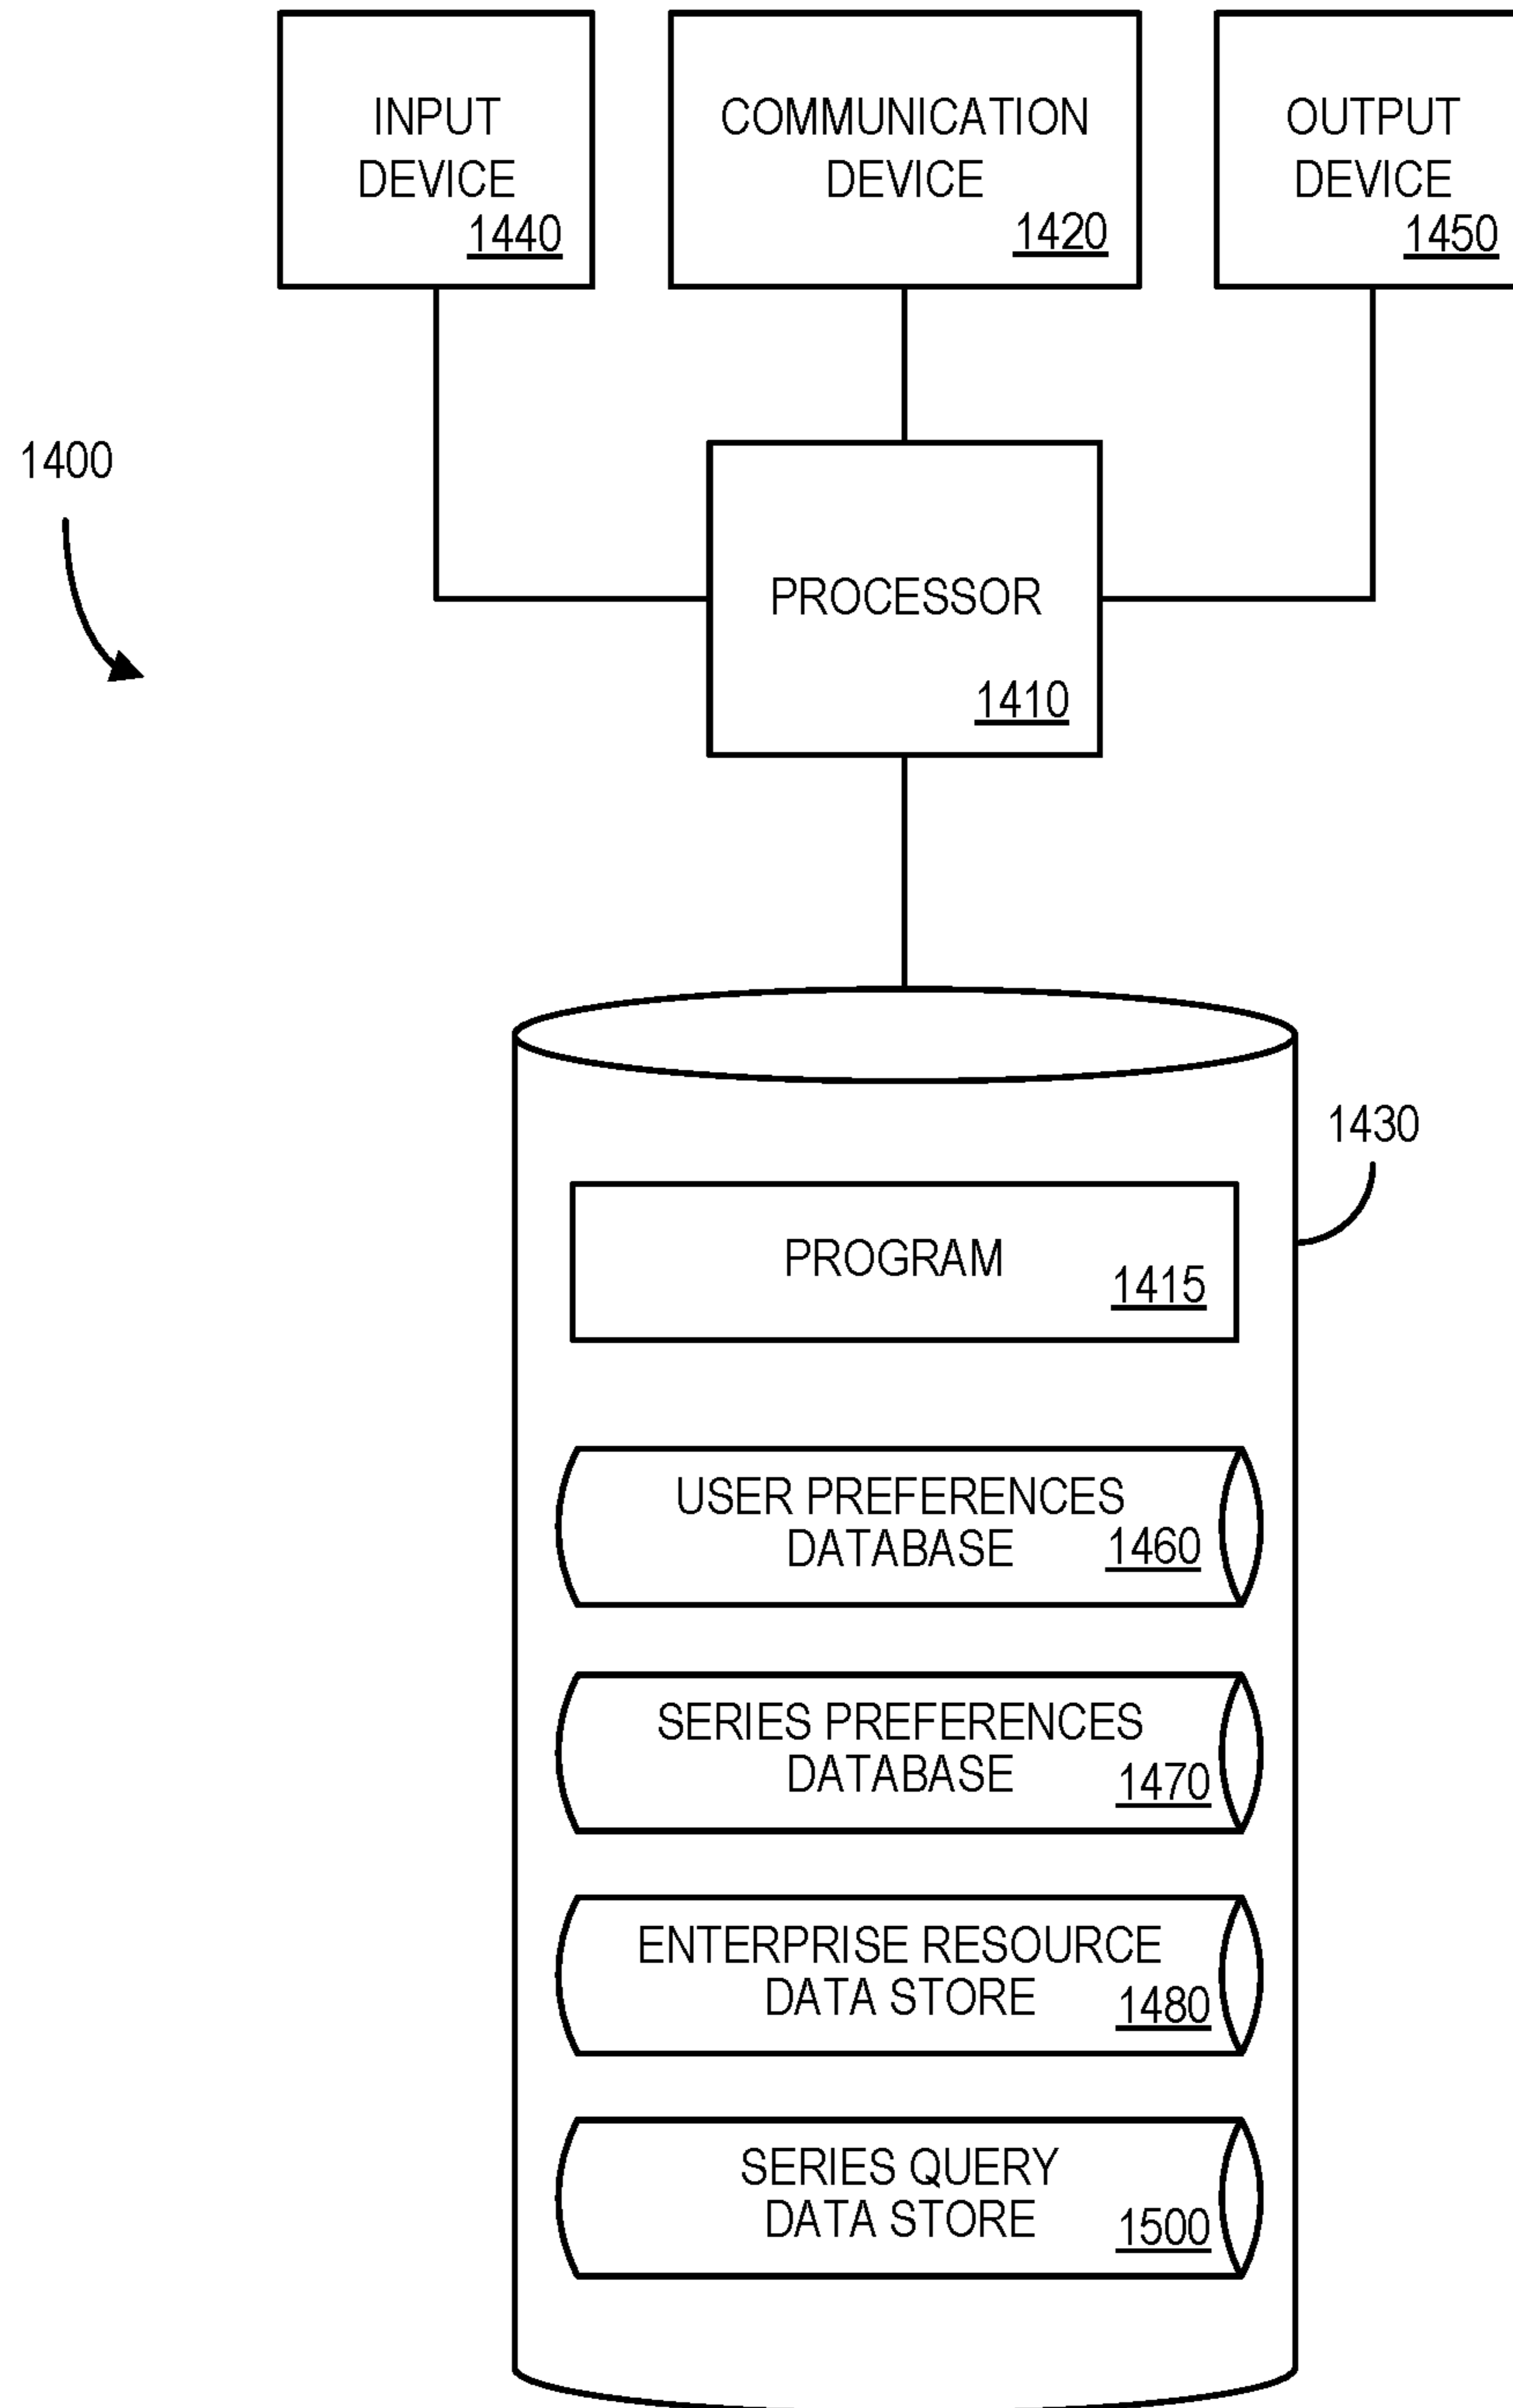 INPUT
DEVICE
1440
COMMUNICATION
DEVICE
1420
OUTPUT
DEVICE
1450
1400
PROCESSOR
1410
1430
PROGRAM
1415
USER PREFERENCES
DATABASE 1460
SERIES PREFERENCES
DATABASE 1470
ENTERPRISE RESOURCE
DATA STORE 1480
SERIES QUERY
DATA STORE 1500